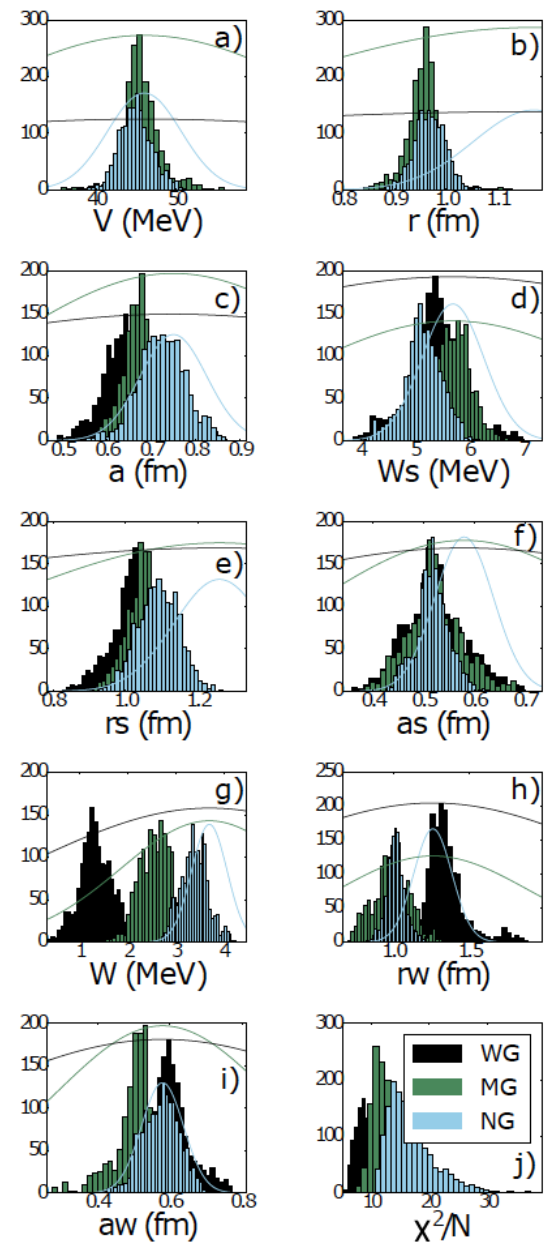 300 a) 300 b)
200 200
100 100
0 40 50 0 0.8 0.9 1.0 1.1
V (MeV) r (fm)
200 c) 200 d)
150 150
100 100
50 50
0 0.5 0.6 0.7 0.8 0.9 0 4 5 6 7
a (fm) Ws (MeV)
200 200 f)
150 e) 150
100 100
50 50
0 0.8 1.0 1.2 0 0.4 0.5 0.6 0.7
rs (fm) as (fm)
200 g) 250 h)
150 200
100 150
50 100
0 1 2 3 4 50
0 1.0 1.5
W (MeV) rw (fm)
200 300 WG
150 i) 200 MG
100 100 NG
50 j)
0 0.4 0.6 0.8 0 10 20 30
aw (fm) χ²/N